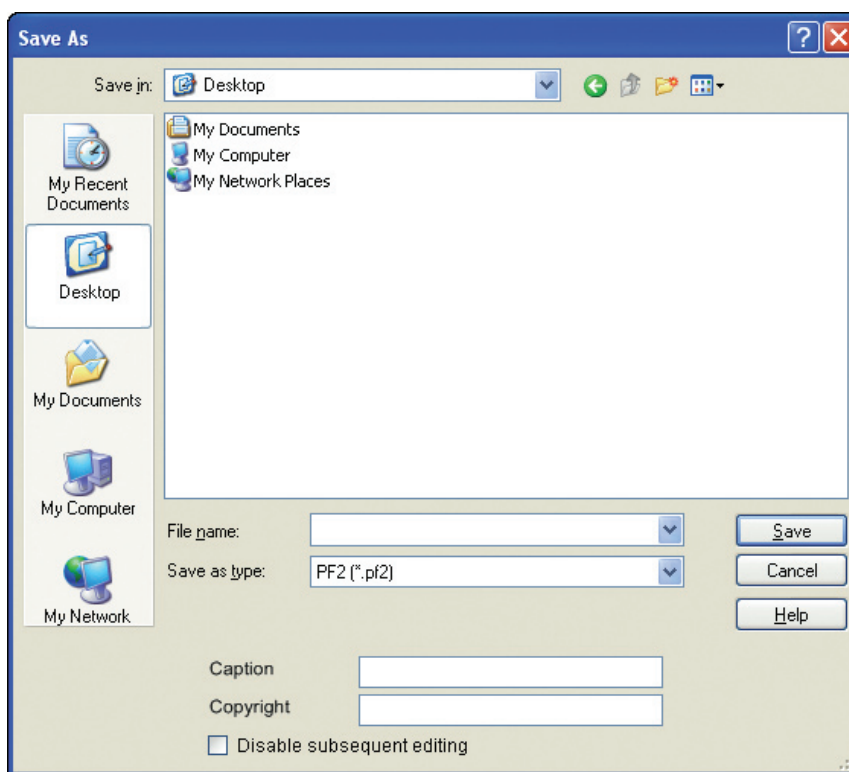 Save As
Save in:
Desktop
My Recent
Documents
Desktop
My Documents
My Computer
My Network
My Documents
My Computer
My Network Places
File name:
Save
Save as type:
PF2 (*.pf2)
Cancel
Help
Caption
Copyright
Disable subsequent editing